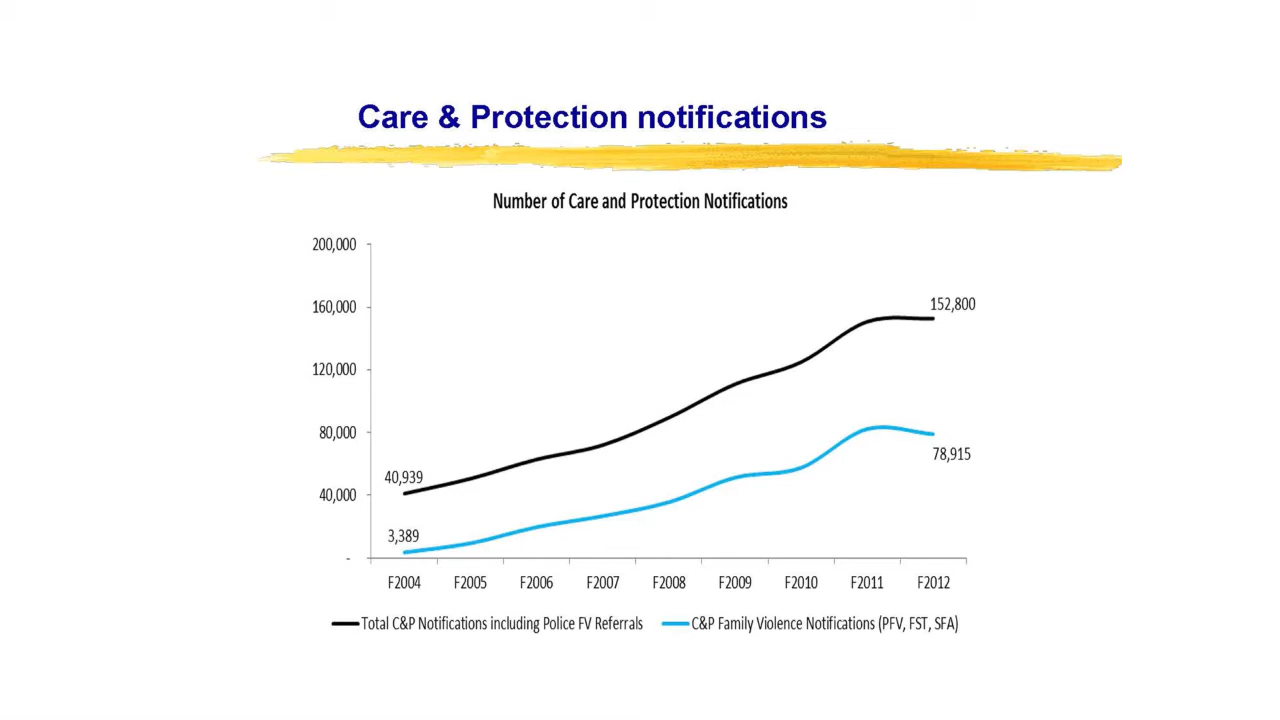 Care & Protection notifications
Number of Care and Protection Notifications
200,000
160,000
120,000
80,000
40,000
-
152,800
78,915
40,939
3,389
F2004 F2005 F2006 F2007 F2008 F2009 F2010 F2011 F2012
Total C&P Notifications including Police FV Referrals
C&P Family Violence Notifications (PFV, FST, SFA)